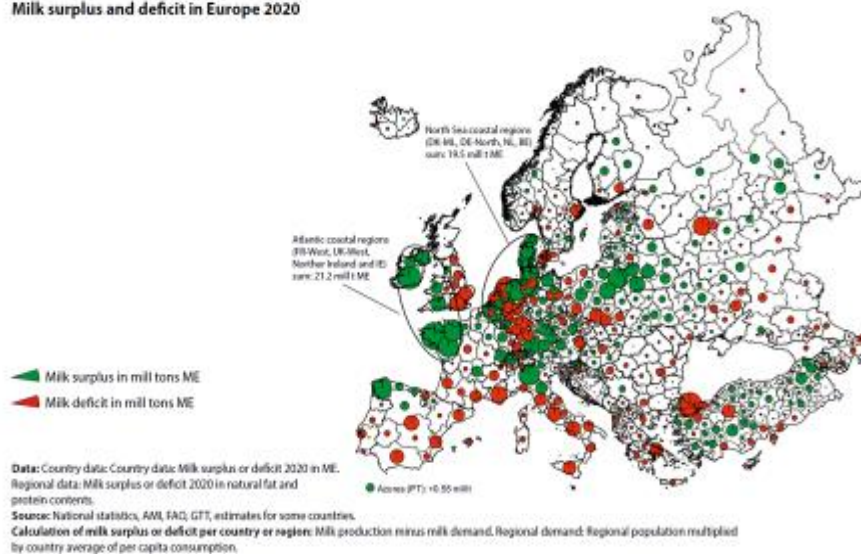 Milk surplus and deficit in Europe 2020
North Sea coastal regions
(DK-ML, DE-North, NL, BE)
sum: 19.5 mill t ME
Atlantic coastal regions
(FR-West, UK-West,
Norther Ireland and IE)
sum: 21.2 mill t ME
Milk surplus in mill tons ME
Milk deficit in mill tons ME
Azores (PT): +0.56 mill t
Data: Country data: Country data: Milk surplus or deficit 2020 in ME.
Regional data: Milk surplus or deficit 2020 in natural fat and
protein contents.
Source: National statistics, AMI, FAO, GTT, estimates for some countries.
Calculation of milk surplus or deficit per country or region: Milk production minus milk demand. Regional demand: Regional population multiplied
by country average of per capita consumption.